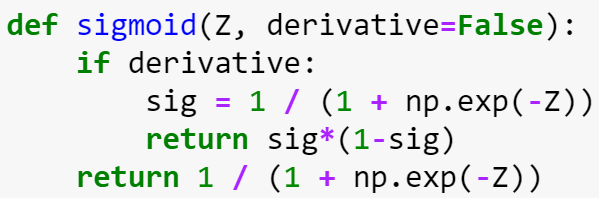 def sigmoid(Z, derivative=False):
    if derivative:
        sig = 1 / (1 + np.exp(-Z))
        return sig*(1-sig)
    return 1 / (1 + np.exp(-Z))